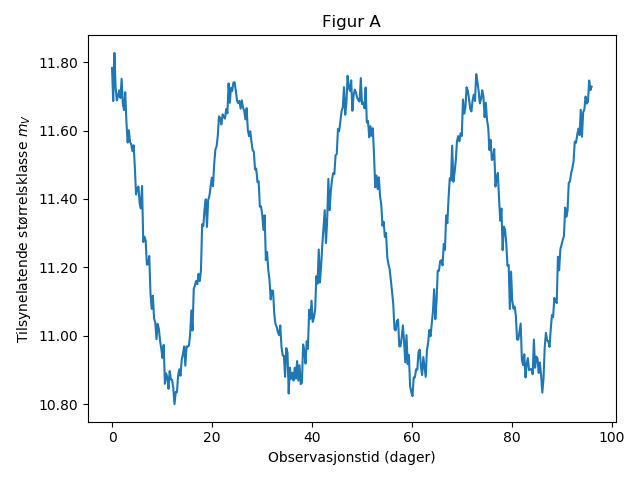 Figur A
Tilsynelatende størrelsklasse m_V
11.80
11.60
11.40
11.20
11.00
10.80
0 20 40 60 80 100
Observasjonstid (dager)